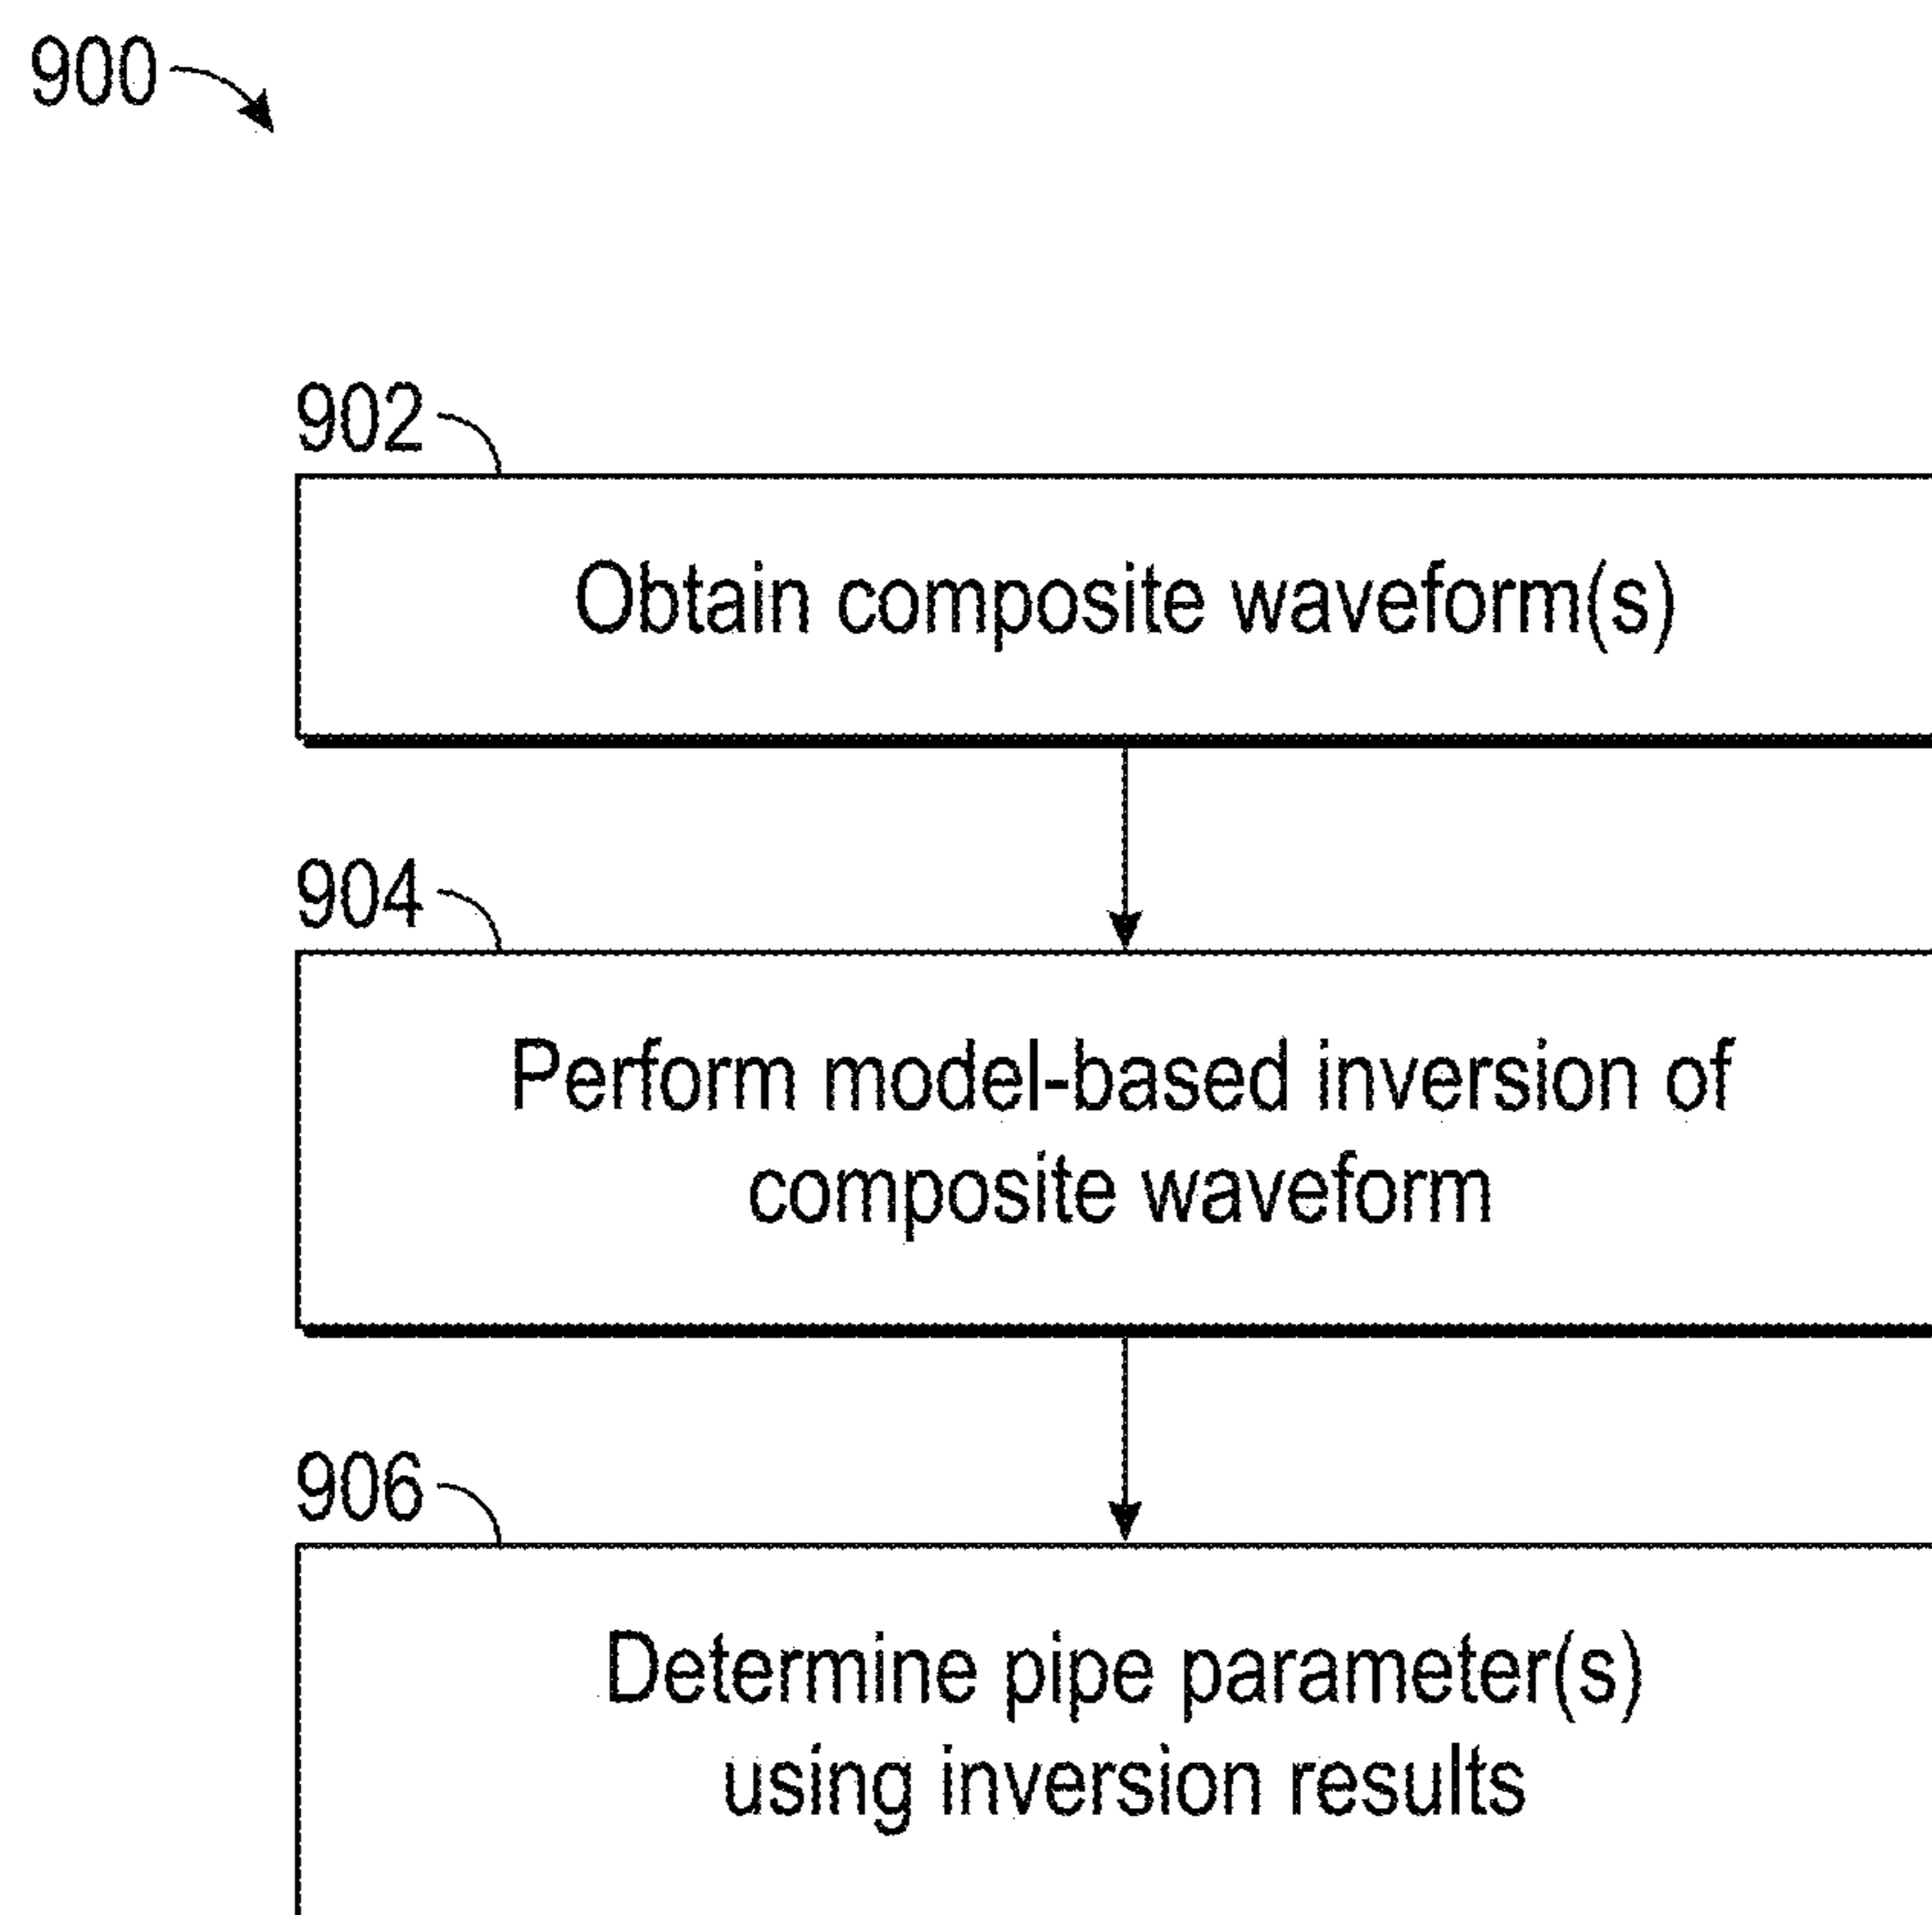 900
902
Obtain composite waveform(s)
904
Perform model-based inversion of
composite waveform
906
Determine pipe parameter(s)
using inversion results